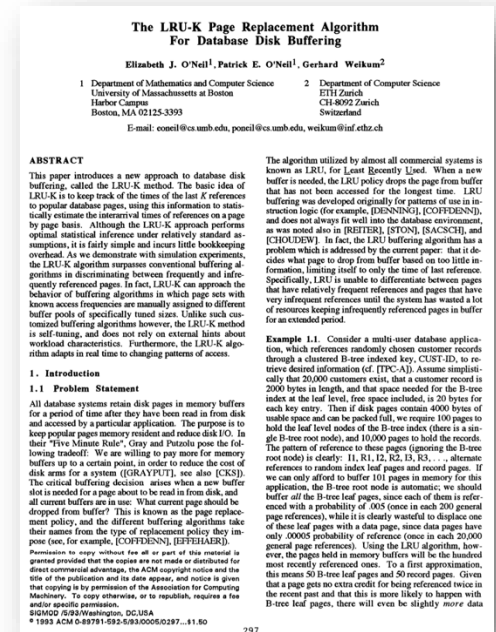 The LRU-K Page Replacement Algorithm
For Database Disk Buffering
Elizabeth J. O'Neil1, Patrick E. O'Neil1, Gerhard Weikum2
1 Department of Mathematics and Computer Science
University of Massachussetts at Boston
Harbor Campus
Boston, MA 02125-3393
2 Department of Computer Science
ETH Zurich
CH-8092 Zurich
Switzerland
E-mail: eoneil@cs.umb.edu, poneil@cs.umb.edu, weikum@inf.ethz.ch
ABSTRACT
This paper introduces a new approach to database disk
buffering, called the LRU-K method. The basic idea of
LRU-K is to keep track of the times of the last K references
to popular database pages, using this information to statis-
tically estimate the interarrival times of references on a page
by page basis. Although the LRU-K approach performs
optimal statistical inference under relatively standard as-
sumptions, it is fairly simple and incurs little bookkeeping
overhead. As we demonstrate with simulation experiments,
the LRU-K algorithm surpasses conventional buffering al-
gorithms in discriminating between frequently and infre-
quently referenced pages. In fact, LRU-K can approach the
behavior of buffering algorithms in which page sets with
known access frequencies are manually assigned to different
buffer pools of specifically tuned sizes. Unlike such cus-
tomized buffering algorithms however, the LRU-K method
is self-tuning, and does not rely on external hints about
workload characteristics. Furthermore, the LRU-K algo-
rithm adapts in real time to changing patterns of access.
1. Introduction
1.1 Problem Statement
All database systems retain disk pages in memory buffers
for a period of time after they have been read in from disk
and accessed by a particular application. The purpose is to
keep popular pages memory resident and reduce disk I/O. In
their "Five Minute Rule", Gray and Putzolu pose the fol-
lowing tradeoff: We are willing to pay more for memory
buffers up to a certain point, in order to reduce the cost of
disk arms for a system ([GRAYPUT], see also [CKS]).
The critical buffering decision arises when a new buffer
slot is needed for a page about to be read in from disk, and
all current buffers are in use: What current page should be
dropped from buffer? This is known as the page replace-
ment policy, and the different buffering algorithms take
their names from the type of replacement policy they im-
pose (see, for example, [COFFDENN], [EFFEHAER]).
Permission to copy without fee all or part of this material is
granted provided that the copies are not made or distributed for
direct commercial advantage, the ACM copyright notice and the
title of the publication and its date appear, and notice is given
that copying is by permission of the Association for Computing
Machinery. To copy otherwise, or to republish, requires a fee
and/or specific permission.
SIGMOD /5/93/Washington, DC,USA
© 1993 ACM 0-89791-592-5/93/0005/0297...$1.50
The algorithm utilized by almost all commercial systems is
known as LRU, for Least Recently Used. When a new
buffer is needed, the LRU policy drops the page from buffer
that has not been accessed for the longest time. LRU
buffering was developed originally for patterns of use in in-
struction logic (for example, [DENNING], [COFFDENN]),
and does not always fit well into the database environment,
as was noted also in [REITER], [STON], [SACSCH], and
[CHOUDEW]. In fact, the LRU buffering algorithm has a
problem which is addressed by the current paper: that it de-
cides what page to drop from buffer based on too little in-
formation, limiting itself to only the time of last reference.
Specifically, LRU is unable to differentiate between pages
that have relatively frequent references and pages that have
very infrequent references until the system has wasted a lot
of resources keeping infrequently referenced pages in buffer
for an extended period.
Example 1.1. Consider a multi-user database applica-
tion, which references randomly chosen customer records
through a clustered B-tree indexed key, CUST-ID, to re-
trieve desired information (cf. [TPC-A]). Assume simplisti-
cally that 20,000 customers exist, that a customer record is
2000 bytes in length, and that space needed for the B-tree
index at the leaf level, free space included, is 20 bytes for
each key entry. Then if disk pages contain 4000 bytes of
usable space and can be packed full, we require 100 pages to
hold the leaf level nodes of the B-tree index (there is a sin-
gle B-tree root node), and 10,000 pages to hold the records.
The pattern of reference to these pages (ignoring the B-tree
root node) is clearly: I1, R1, I2, R2, I3, R3, . . . , alternate
references to random index leaf pages and record pages. If
we can only afford to buffer 101 pages in memory for this
application, the B-tree root node is automatic; we should
buffer all the B-tree leaf pages, since each of them is refer-
enced with a probability of .005 (once in each 200 general
page references), while it is clearly wasteful to displace one
of these leaf pages with a data page, since data pages have
only .00005 probability of reference (once in each 20,000
general page references). Using the LRU algorithm, how-
ever, the pages held in memory buffers will be the hundred
most recently referenced ones. To a first approximation,
this means 50 B-tree leaf pages and 50 record pages. Given
that a page gets no extra credit for being referenced twice in
the recent past and that this is more likely to happen with
B-tree leaf pages, there will even be slightly more data
297